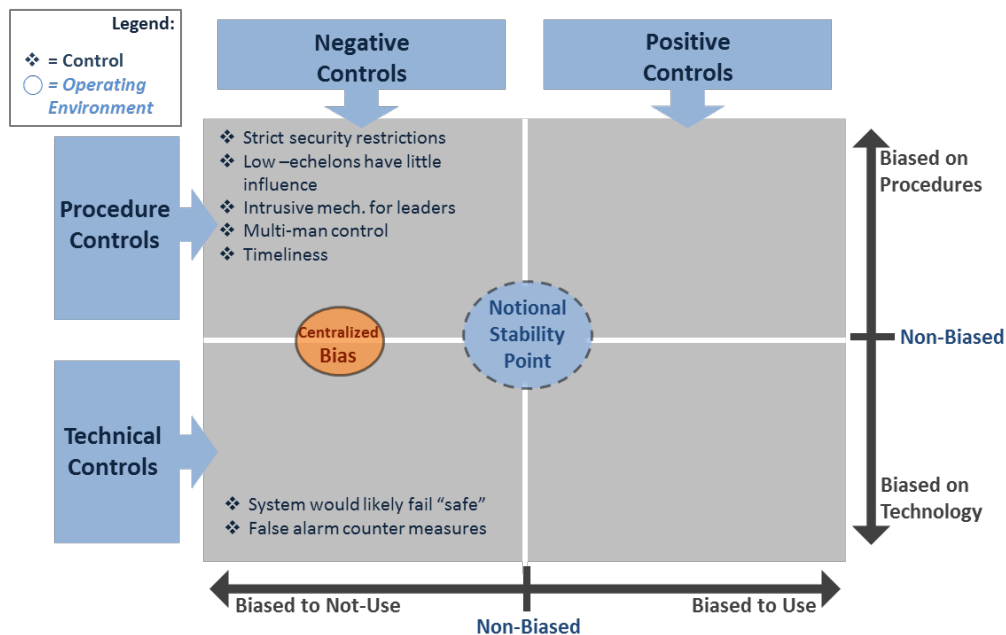 Legend:
❖ = Control
○ = Operating
Environment
Negative
Controls
Positive
Controls
Procedure
Controls
Technical
Controls
❖ Strict security restrictions
❖ Low –echelons have little
influence
❖ Intrusive mech. for leaders
❖ Multi-man control
❖ Timeliness
Centralized
Bias
Notional
Stability
Point
❖ System would likely fail “safe”
❖ False alarm counter measures
Biased on
Procedures
Non-Biased
Biased on
Technology
Biased to Not-Use
Biased to Use
Non-Biased